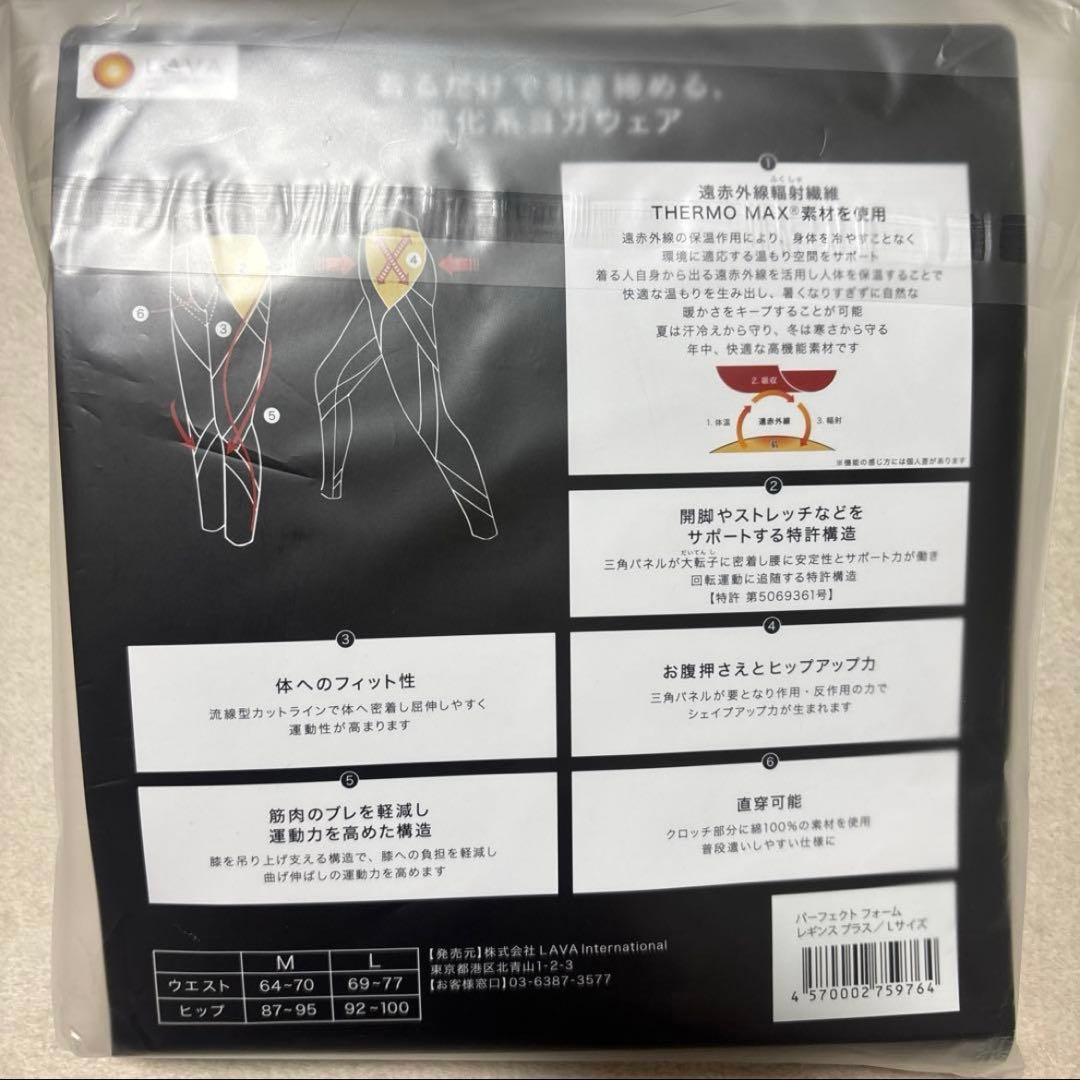 LAVA
着るだけで引き締める、
進化系ヨガウェア
①
ふくしゃ
遠赤外線輻射繊維
THERMO MAX®素材を使用
遠赤外線の保温作用により、身体を冷やすことなく
環境に適応する温もり空間をサポート
着る人自身から出る遠赤外線を活用し人体を保温することで
快適な温もりを生み出し、暑くなりすぎずに自然な
暖かさをキープすることが可能
夏は汗冷えから守り、冬は寒さから守る
年中、快適な高機能素材です
2. 吸収
1. 体温
遠赤外線
3. 輻射
肌
※機能の感じ方には個人差があります
2
4
6
3
5
②
開脚やストレッチなどを
サポートする特許構造
だいてんし
三角パネルが大転子に密着し腰に安定性とサポート力が働き
回転運動に追随する特許構造
【特許 第5069361号】
③
体へのフィット性
流線型カットラインで体へ密着し屈伸しやすく
運動性が高まります
④
お腹押さえとヒップアップ力
三角パネルが要となり作用・反作用の力で
シェイプアップ力が生まれます
⑤
筋肉のブレを軽減し
運動力を高めた構造
膝を吊り上げ支える構造で、膝への負担を軽減し
曲げ伸ばしの運動力を高めます
⑥
直穿可能
クロッチ部分に綿100%の素材を使用
普段遣いしやすい仕様に
M L
ウエスト 64~70 69~77
ヒップ 87~95 92~100
【発売元】株式会社 LAVA International
東京都港区北青山1-2-3
【お客様窓口】03-6387-3577
パーフェクト フォーム
レギンス プラス／Lサイズ
4 570002 759764